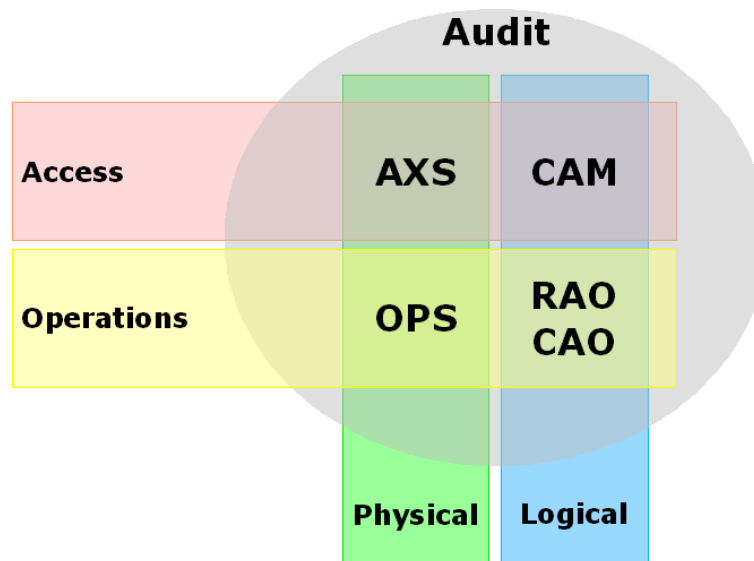 Audit
Access
AXS
CAM
Operations
OPS
RAO
CAO
Physical
Logical